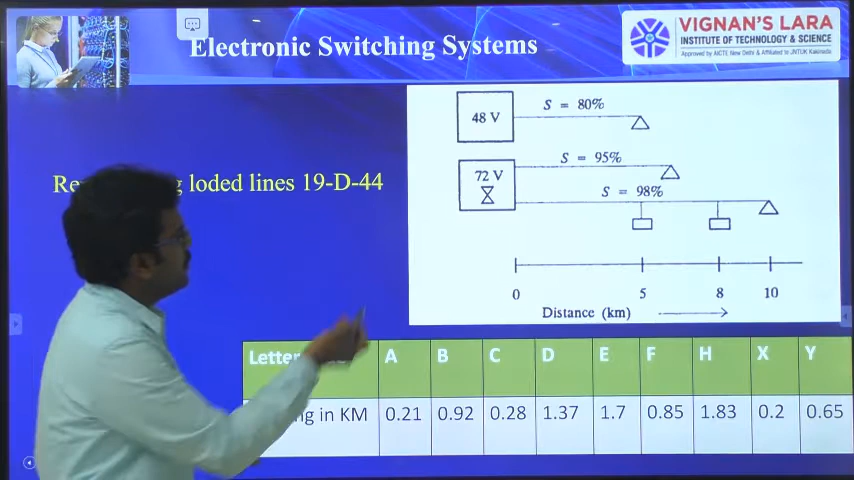 Electronic Switching Systems
VIGNAN'S LARA
INSTITUTE OF TECHNOLOGY & SCIENCE
Approved by AICTE New Delhi & Affiliated to JNTUK Kakinada
loded lines 19-D-44
48 V
S = 80%
72 V
S = 95%
S = 98%
0 5 8 10
Distance (km)
Letter A B C D E F H X Y
in KM 0.21 0.92 0.28 1.37 1.7 0.85 1.83 0.2 0.65